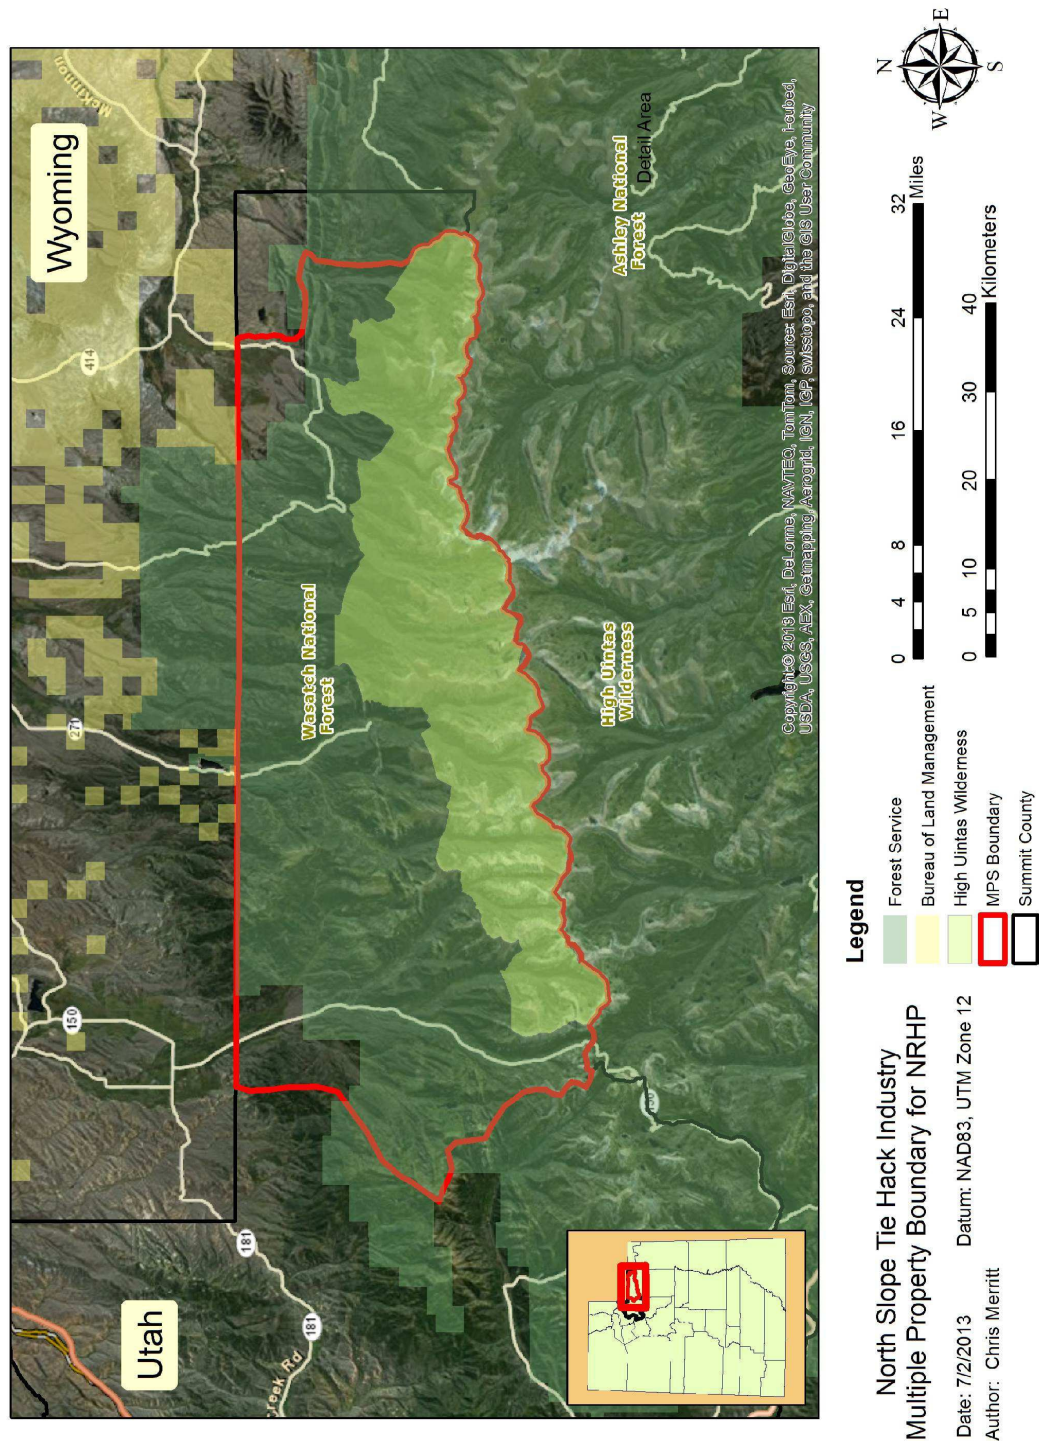 Wyoming
McKinnon
414
Utah
150
271
181
181
reek Rd
150
Wasatch National
Forest
High Uintas
Wilderness
Ashley National
Forest
Detail Area
Copyright:© 2013 Esri, DeLorme, NAVTEQ, TomTom, Source: Esri, DigitalGlobe, GeoEye, i-cubed,
USDA, USGS, AEX, Getmapping, Aerogrid, IGN, IGP, swisstopo, and the GIS User Community
North Slope Tie Hack Industry
Multiple Property Boundary for NRHP
Date: 7/2/2013
Datum: NAD83, UTM Zone 12
Author: Chris Merritt
Legend
Forest Service
Bureau of Land Management
High Uintas Wilderness
MPS Boundary
Summit County
0 4 8 16 24 32
Miles
0 5 10 20 30 40
Kilometers
N
W E
S